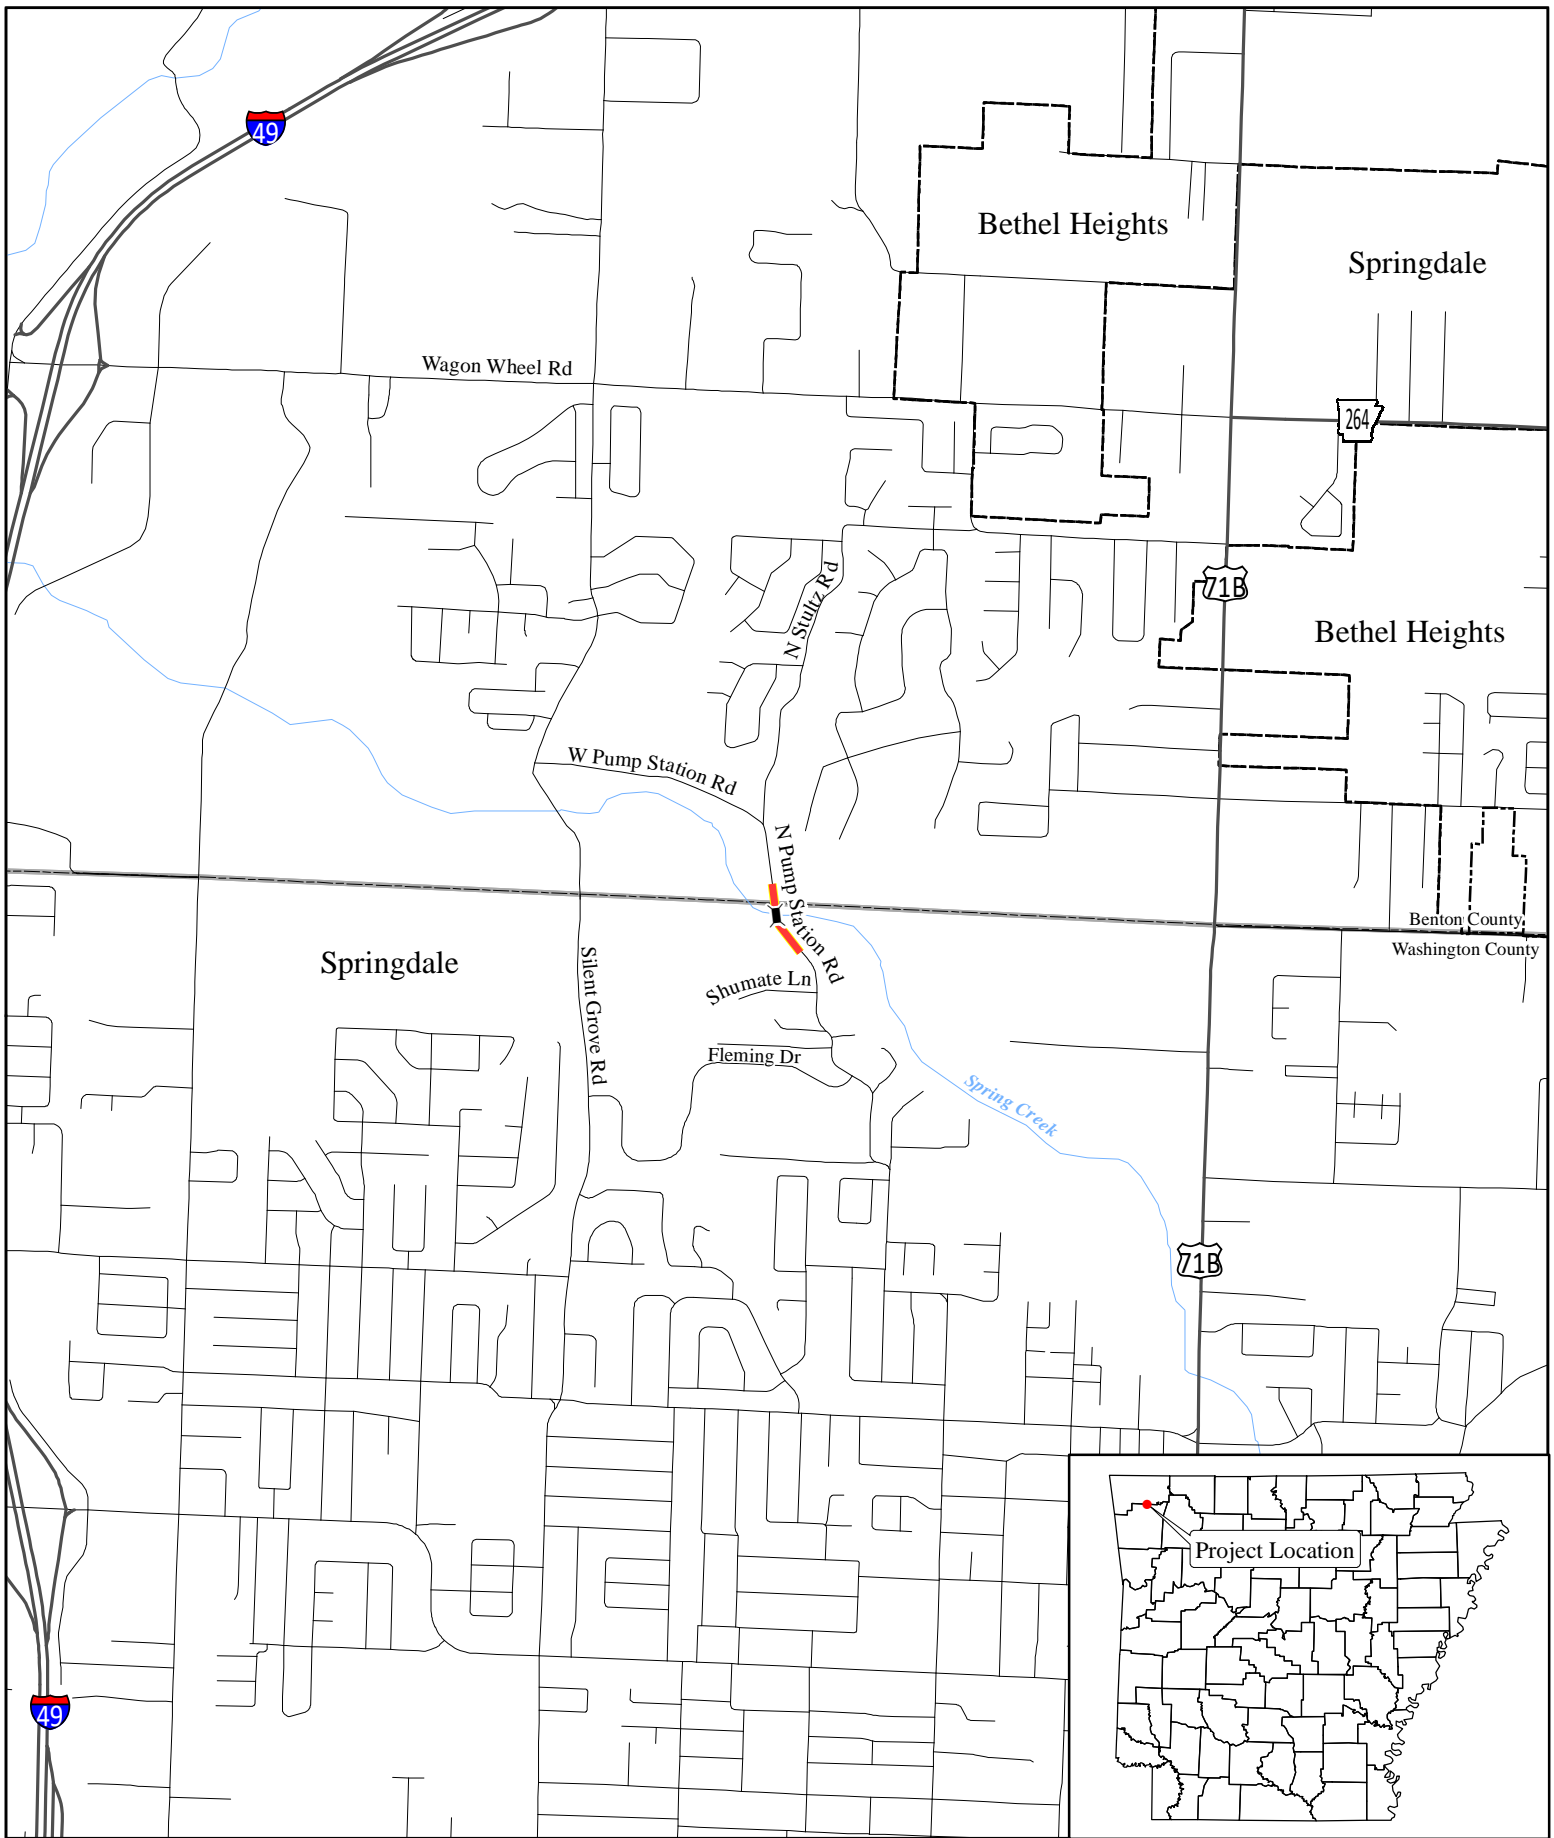 49
Bethel Heights
Springdale
Wagon Wheel Rd
264
71B
N Stultz Rd
Bethel Heights
W Pump Station Rd
N Pump Station Rd
Benton County
Washington County
Springdale
Silent Grove Rd
Shumate Ln
Fleming Dr
Spring Creek
71B
Project Location
49